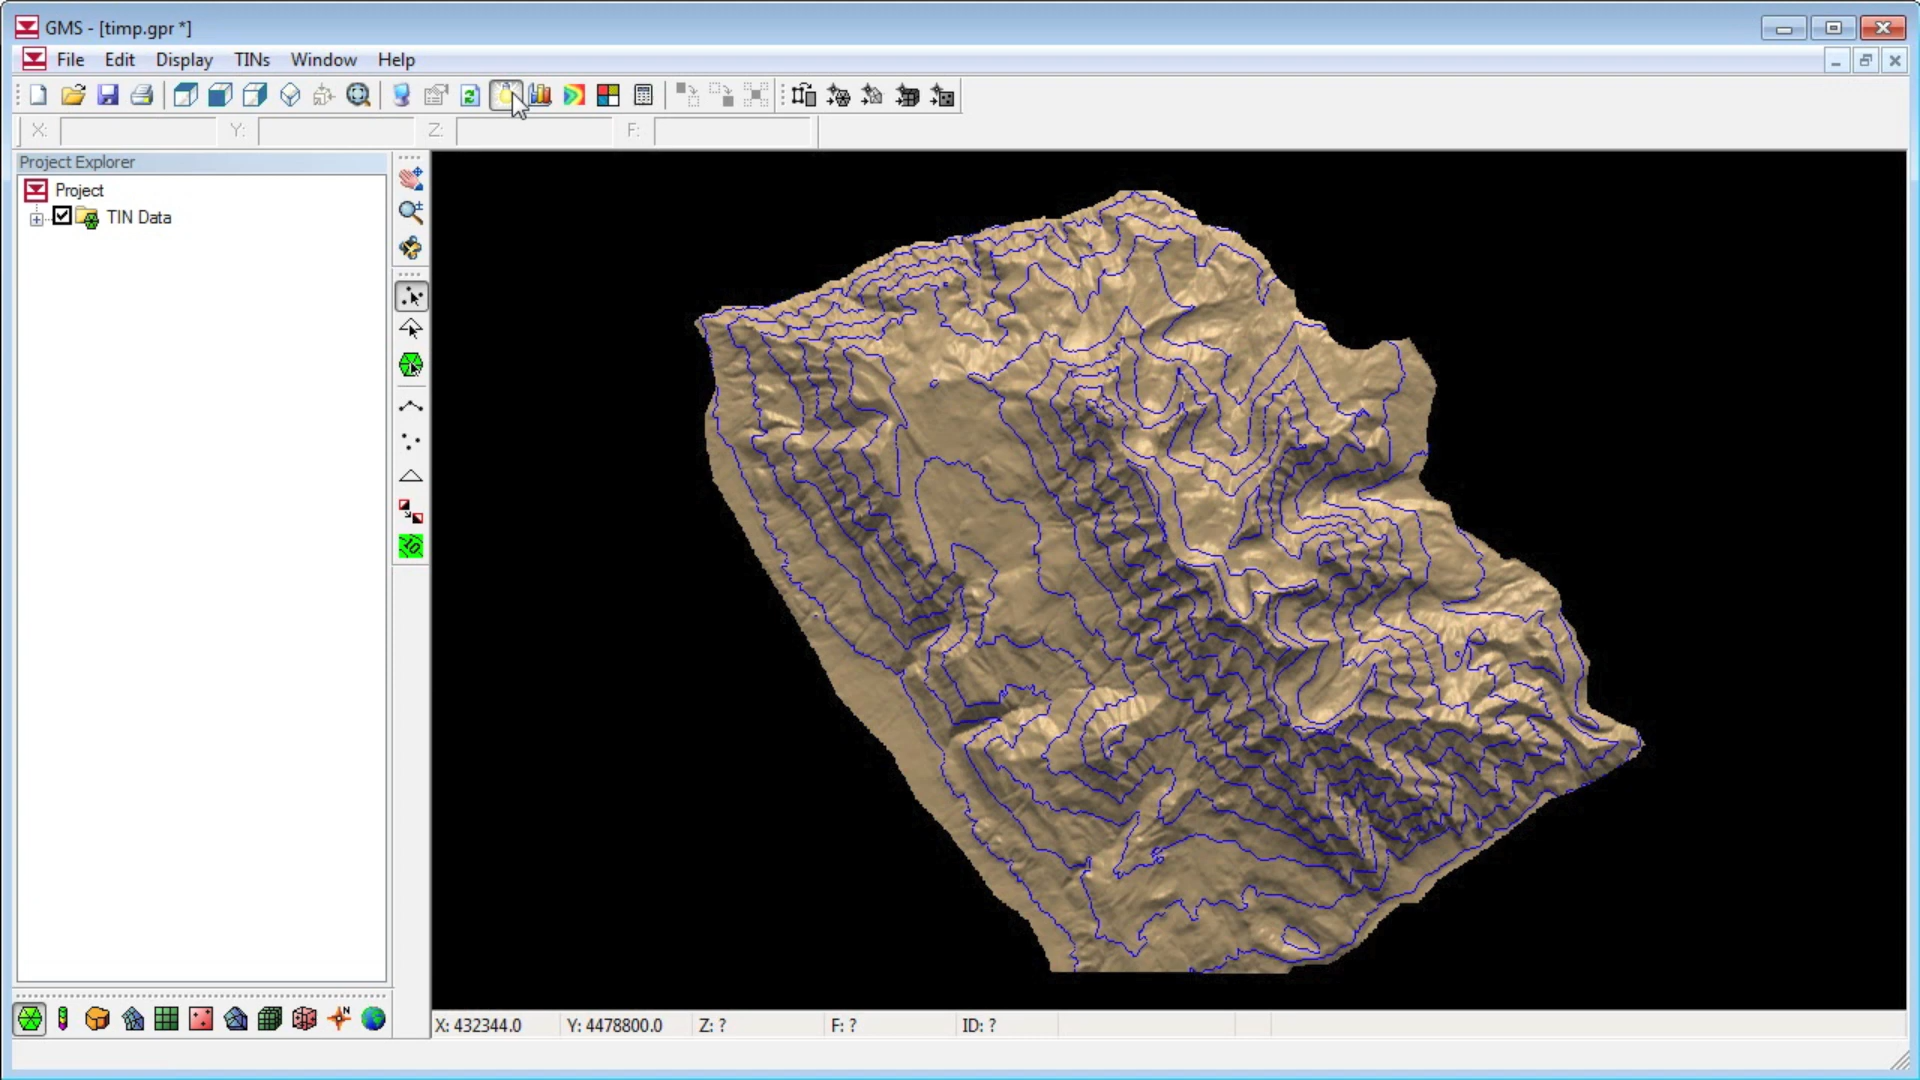 GMS - [timp.gpr *]
File Edit Display TINs Window Help
X: Y: Z: F:
Project Explorer
Project
TIN Data
X: 432344.0 Y: 4478800.0 Z: ? F: ? ID: ?